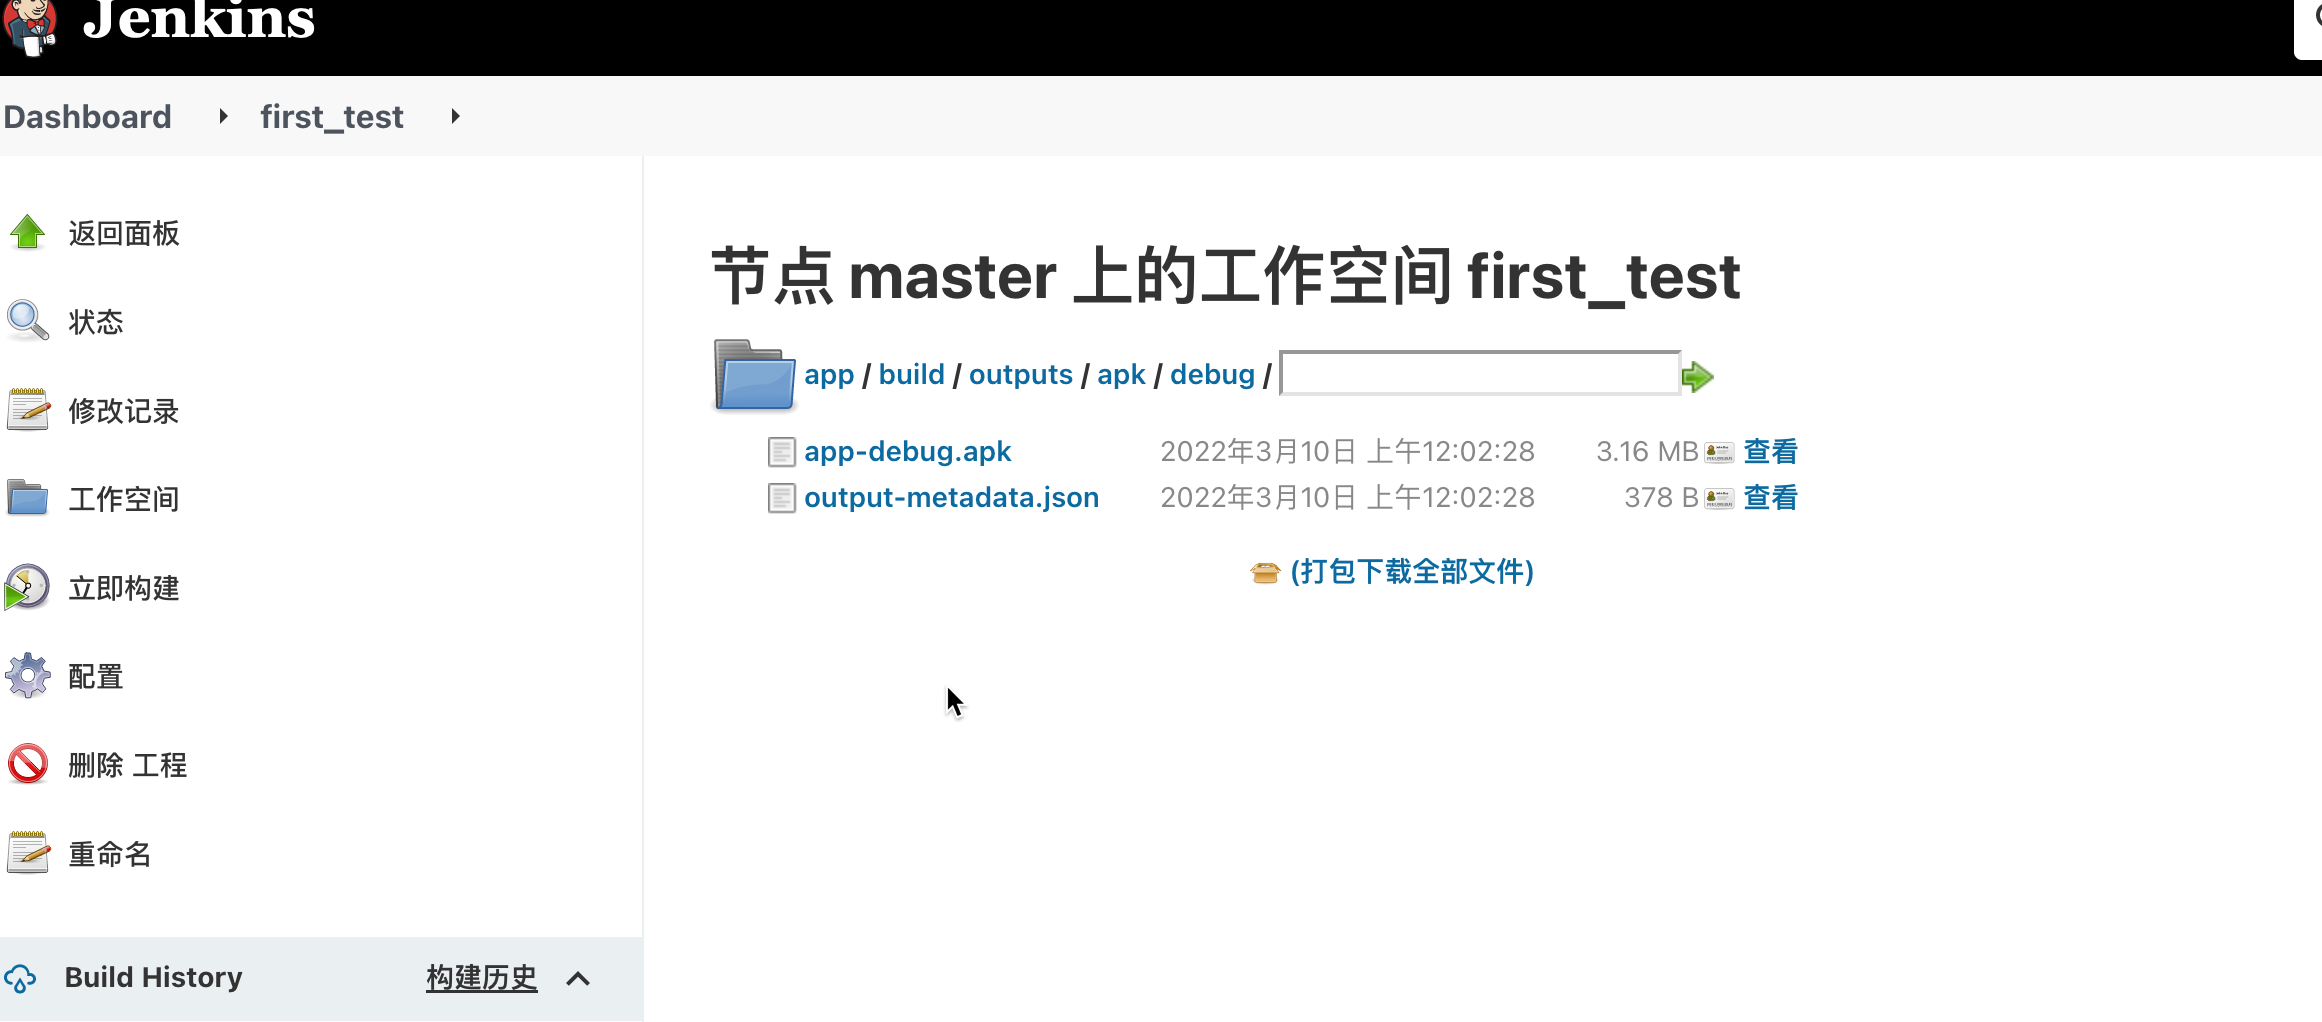 Jenkins
Dashboard first_test
返回面板
状态
修改记录
工作空间
立即构建
配置
删除 工程
重命名
Build History 构建历史
节点 master 上的工作空间 first_test
app / build / outputs / apk / debug /
app-debug.apk 2022年3月10日 上午12:02:28 3.16 MB 查看
output-metadata.json 2022年3月10日 上午12:02:28 378 B 查看
(打包下载全部文件)